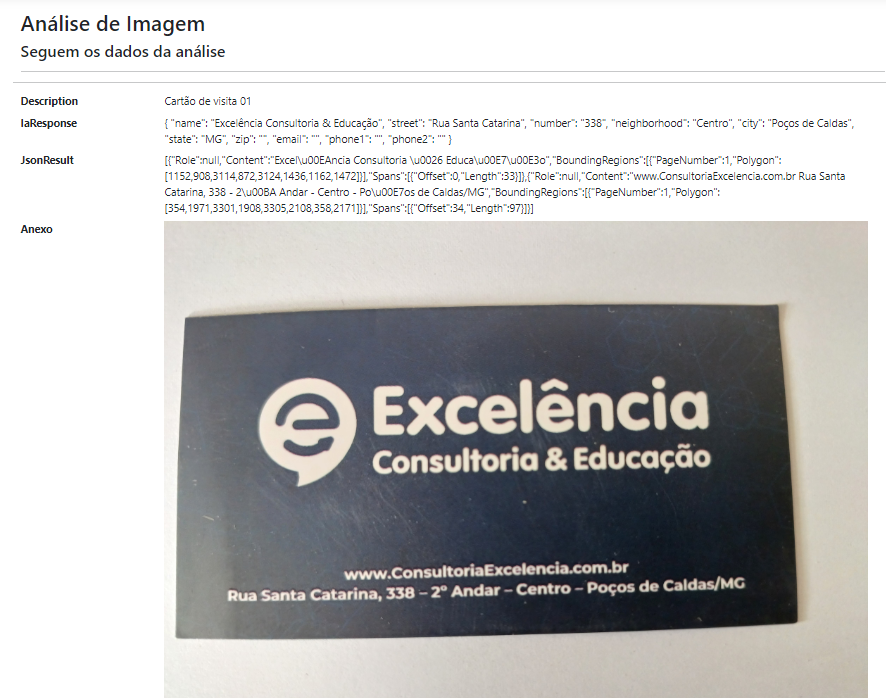 Análise de Imagem
Seguem os dados da análise
Description Cartão de visita 01
IaResponse { "name": "Excelência Consultoria & Educação", "street": "Rua Santa Catarina", "number": "338", "neighborhood": "Centro", "city": "Poços de Caldas",
"state": "MG", "zip": "", "email": "", "phone1": "", "phone2": "" }
JsonResult [{"Role":null,"Content":"Excel\u00EAncia Consultoria \u0026 Educa\u00E7\u00E3o","BoundingRegions":[{"PageNumber":1,"Polygon":
[1152,908,3114,872,3124,1436,1162,1472]}],"Spans":[{"Offset":0,"Length":33}]},{"Role":null,"Content":"www.ConsultoriaExcelencia.com.br Rua Santa
Catarina, 338 - 2\u00BA Andar - Centro - Po\u00E7os de Caldas/MG","BoundingRegions":[{"PageNumber":1,"Polygon":
[354,1971,3301,1908,3305,2108,358,2171]}],"Spans":[{"Offset":34,"Length":97}]}]
Anexo
e Excelência
Consultoria & Educação
www.ConsultoriaExcelencia.com.br
Rua Santa Catarina, 338 – 2º Andar – Centro – Poços de Caldas/MG